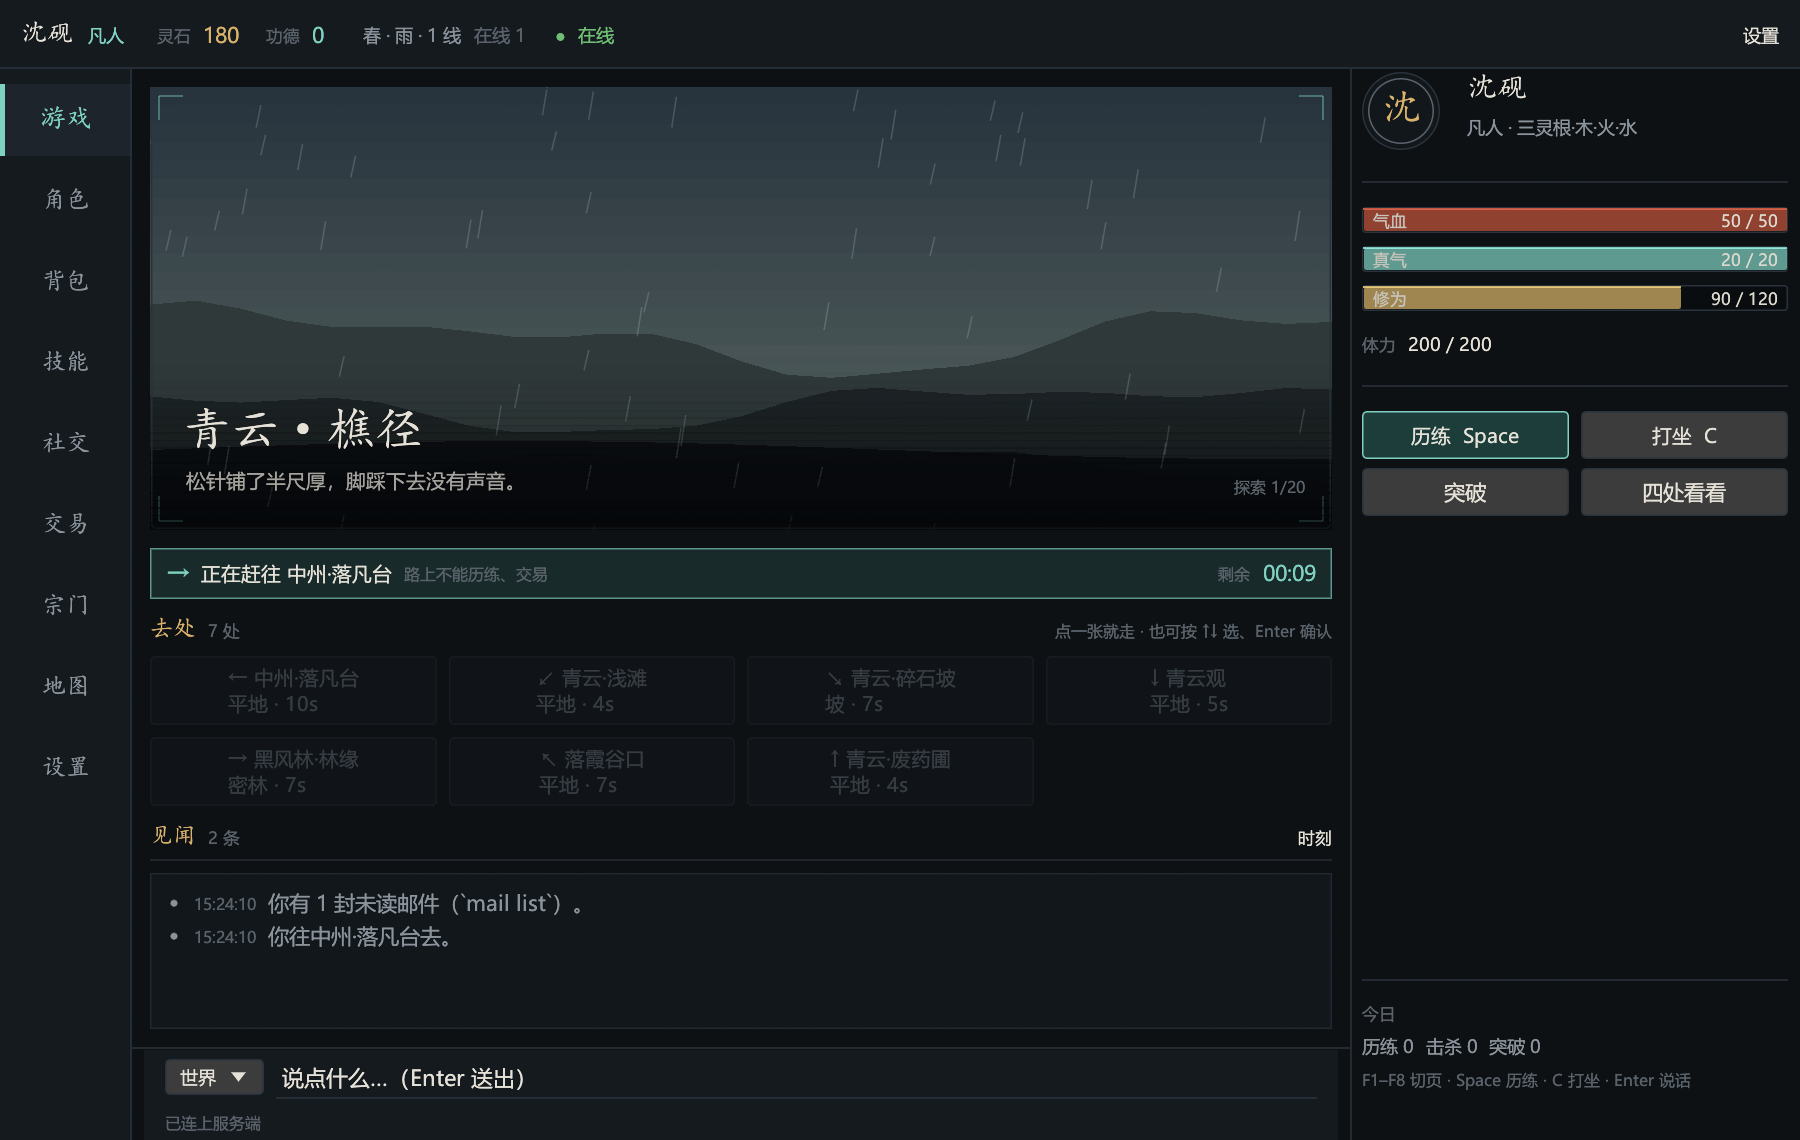 沈砚 凡人 灵石 180 功德 0 春·雨·1 线 在线 1 ● 在线 设置
游戏
角色
背包
技能
社交
交易
宗门
地图
设置
青云·樵径
松针铺了半尺厚，脚踩下去没有声音。
探索 1/20
→ 正在赶往 中州·落凡台 路上不能历练、交易 剩余 00:09
去处 7 处 点一张就走 · 也可按 ↑↓ 选、Enter 确认
← 中州·落凡台
平地 · 10s
↙ 青云·浅滩
平地 · 4s
↘ 青云·碎石坡
坡 · 7s
↓ 青云观
平地 · 5s
→ 黑风林·林缘
密林 · 7s
↖ 落霞谷口
平地 · 7s
↑ 青云·废药圃
平地 · 4s
见闻 2 条 时刻
• 15:24:10 你有 1 封未读邮件（`mail list`）。
• 15:24:10 你往中州·落凡台去。
世界 ▼ 说点什么…（Enter 送出）
已连上服务端
沈
沈砚
凡人 · 三灵根·木·火·水
气血 50 / 50
真气 20 / 20
修为 90 / 120
体力 200 / 200
历练 Space
打坐 C
突破
四处看看
今日
历练 0 击杀 0 突破 0
F1–F8 切页 · Space 历练 · C 打坐 · Enter 说话